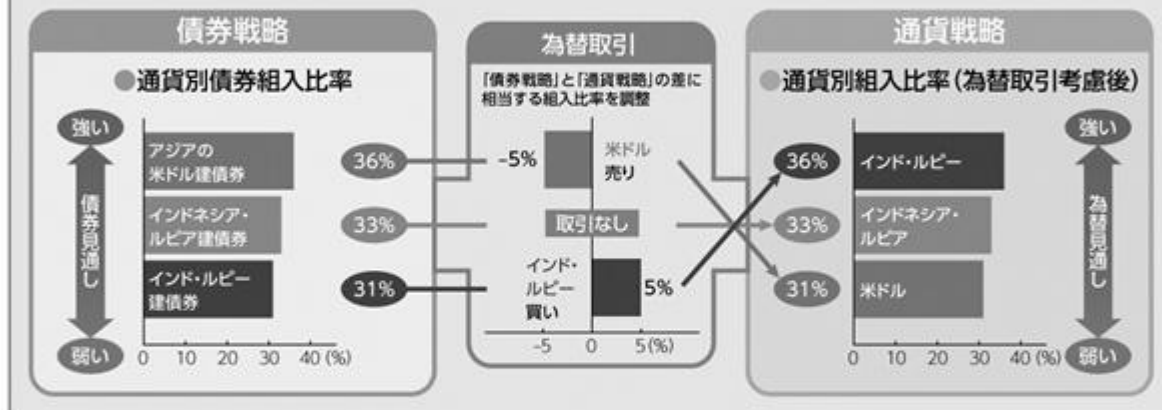 債券戦略
●通貨別債券組入比率
強い
債券見通し
弱い
アジアの
米ドル建債券
インドネシア・
ルピア建債券
インド・ルピー
建債券
36%
33%
31%
0 10 20 30 40 (%)
為替取引
「債券戦略」と「通貨戦略」の差に
相当する組入比率を調整
-5%
米ドル
売り
取引なし
インド・
ルピー
買い
5%
-5 0 5(%)
通貨戦略
●通貨別組入比率(為替取引考慮後)
36%
33%
31%
インド・ルピー
インドネシア・
ルピア
米ドル
0 10 20 30 40 (%)
強い
為替見通し
弱い